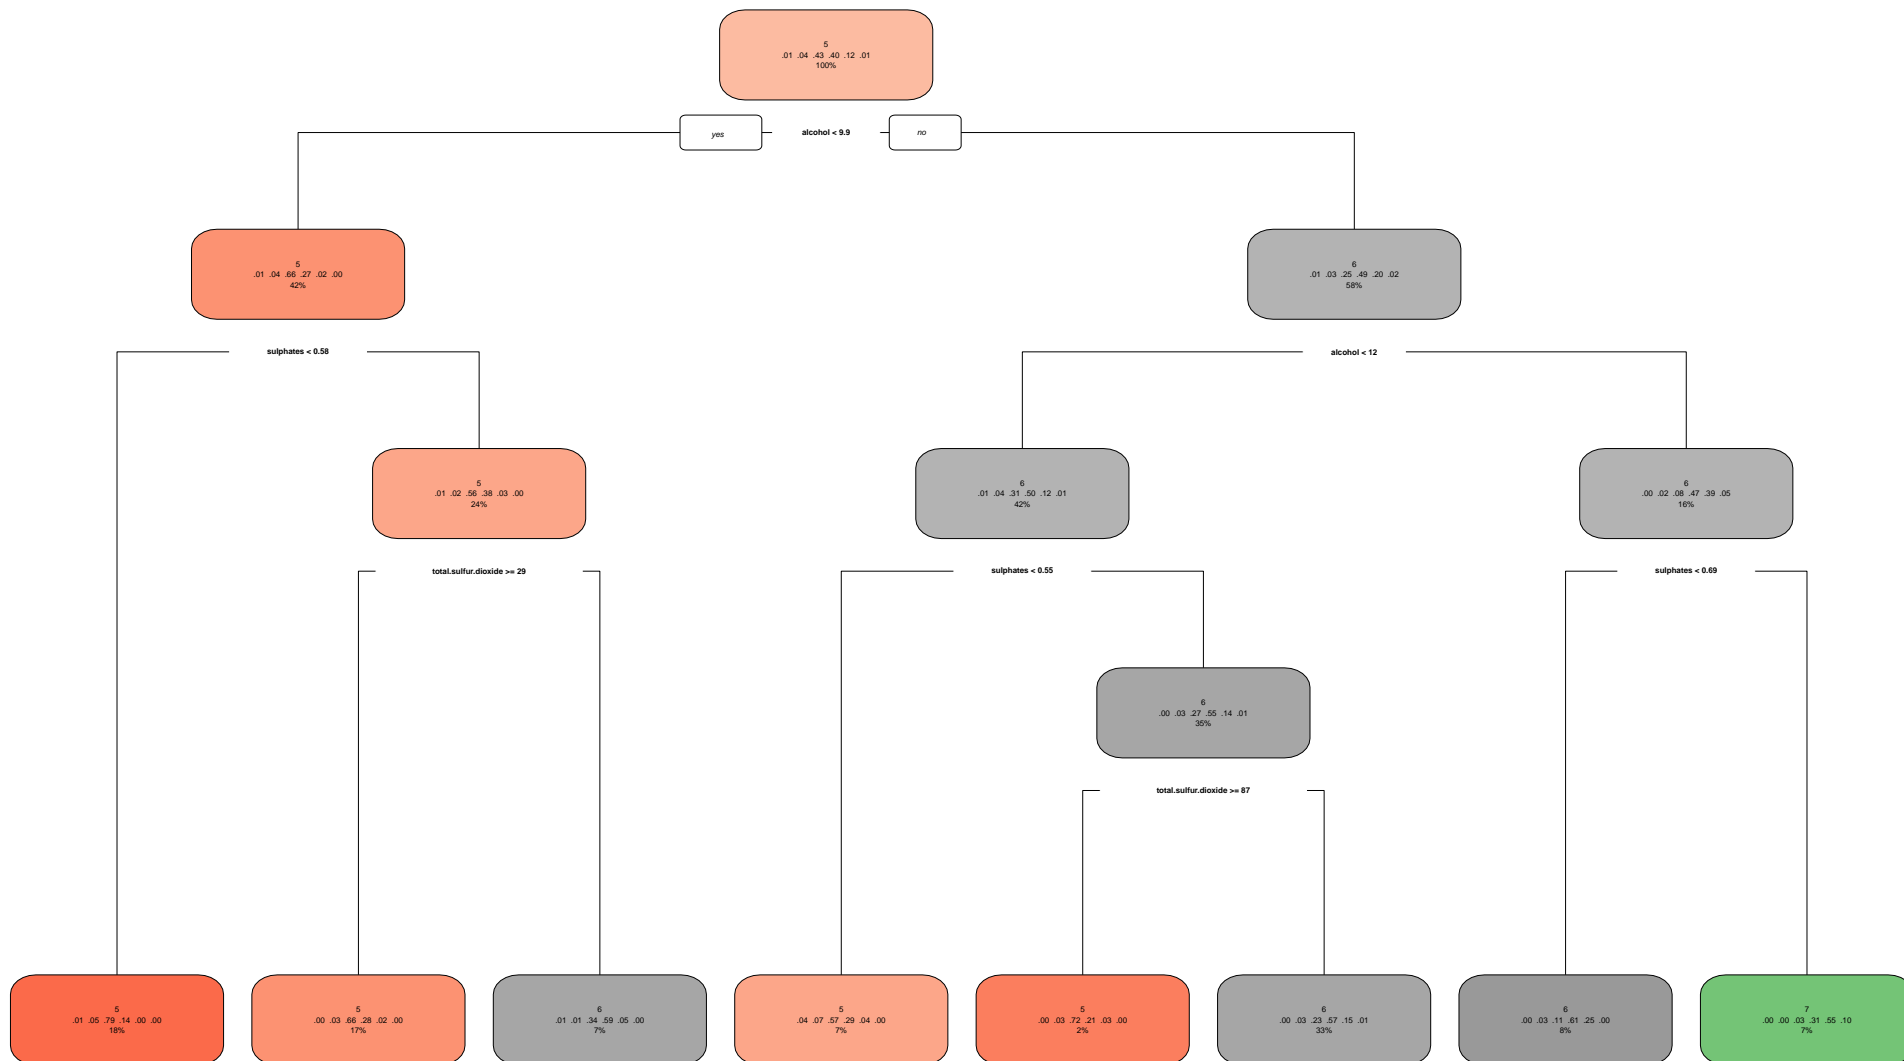 5
.01 .04 .43 .40 .12 .01
100%
yes
alcohol < 9.9
no
5
.01 .04 .66 .27 .02 .00
42%
6
.01 .03 .25 .49 .20 .02
58%
sulphates < 0.58
alcohol < 12
5
.01 .02 .56 .38 .03 .00
24%
6
.01 .04 .31 .50 .12 .01
42%
6
.00 .02 .08 .47 .39 .05
16%
total.sulfur.dioxide >= 29
sulphates < 0.55
sulphates < 0.69
6
.00 .03 .27 .55 .14 .01
35%
total.sulfur.dioxide >= 87
5
.01 .05 .79 .14 .00 .00
18%
5
.00 .03 .66 .28 .02 .00
17%
6
.01 .01 .34 .59 .05 .00
7%
5
.04 .07 .57 .29 .04 .00
7%
5
.00 .03 .72 .21 .03 .00
2%
6
.00 .03 .23 .57 .15 .01
33%
6
.00 .03 .11 .61 .25 .00
8%
7
.00 .00 .03 .31 .55 .10
7%